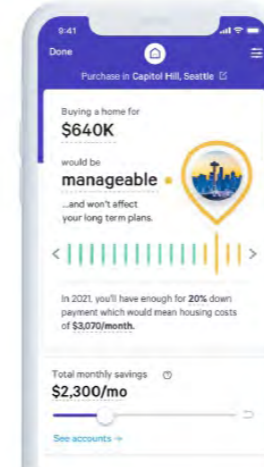 9:41
Done
Purchase in Capitol Hill, Seattle
Buying a home for
$640K
would be
manageable
...and won't affect
your long term plans.
In 2021, you'll have enough for 20% down
payment which would mean housing costs
of $3,070/month.
Total monthly savings
$2,300/mo
See accounts →